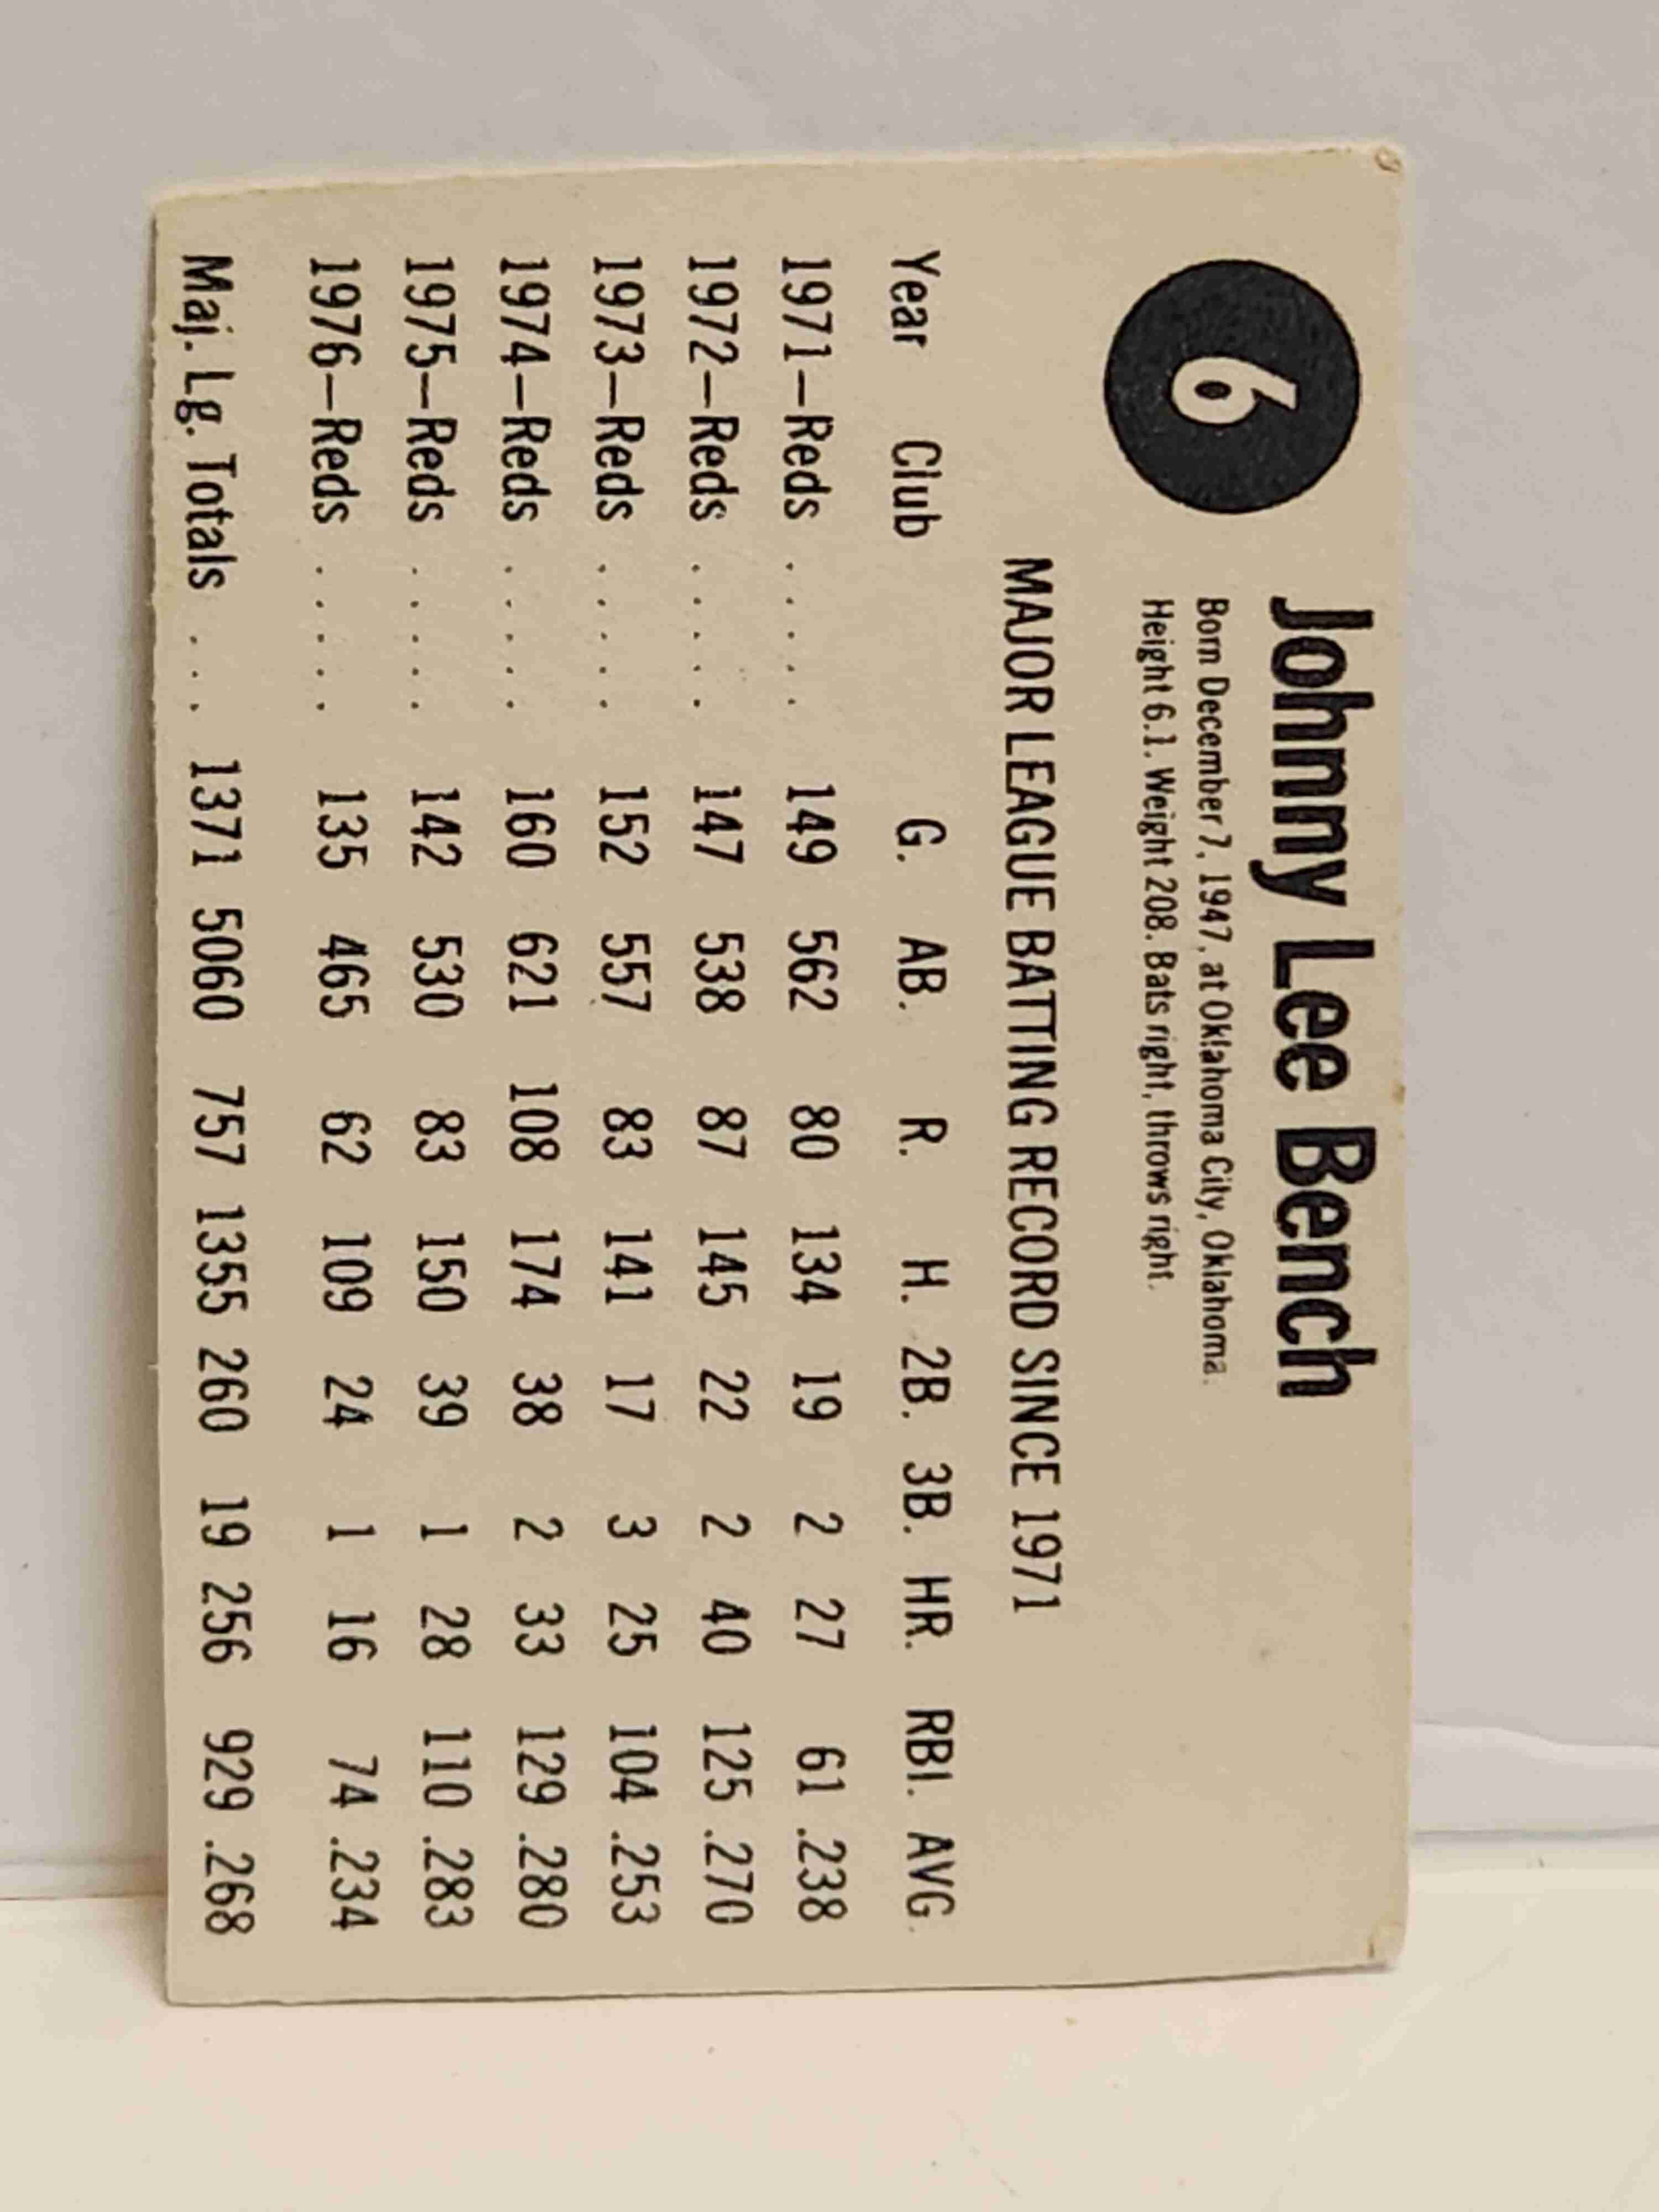 6
Johnny Lee Bench
Born December 7, 1947, at Oklahoma City, Oklahoma.
Height 6.1. Weight 208. Bats right, throws right.
MAJOR LEAGUE BATTING RECORD SINCE 1971
Year Club G. AB. R. H. 2B. 3B. HR. RBI. AVG.
1971—Reds . . . . . 149 562 80 134 19 2 27 61 .238
1972—Reds . . . . . 147 538 87 145 22 2 40 125 .270
1973—Reds . . . . . 152 557 83 141 17 3 25 104 .253
1974—Reds . . . . . 160 621 108 174 38 2 33 129 .280
1975—Reds . . . . . 142 530 83 150 39 1 28 110 .283
1976—Reds . . . . . 135 465 62 109 24 1 16 74 .234
Maj. Lg. Totals . . . 1371 5060 757 1355 260 19 256 929 .268